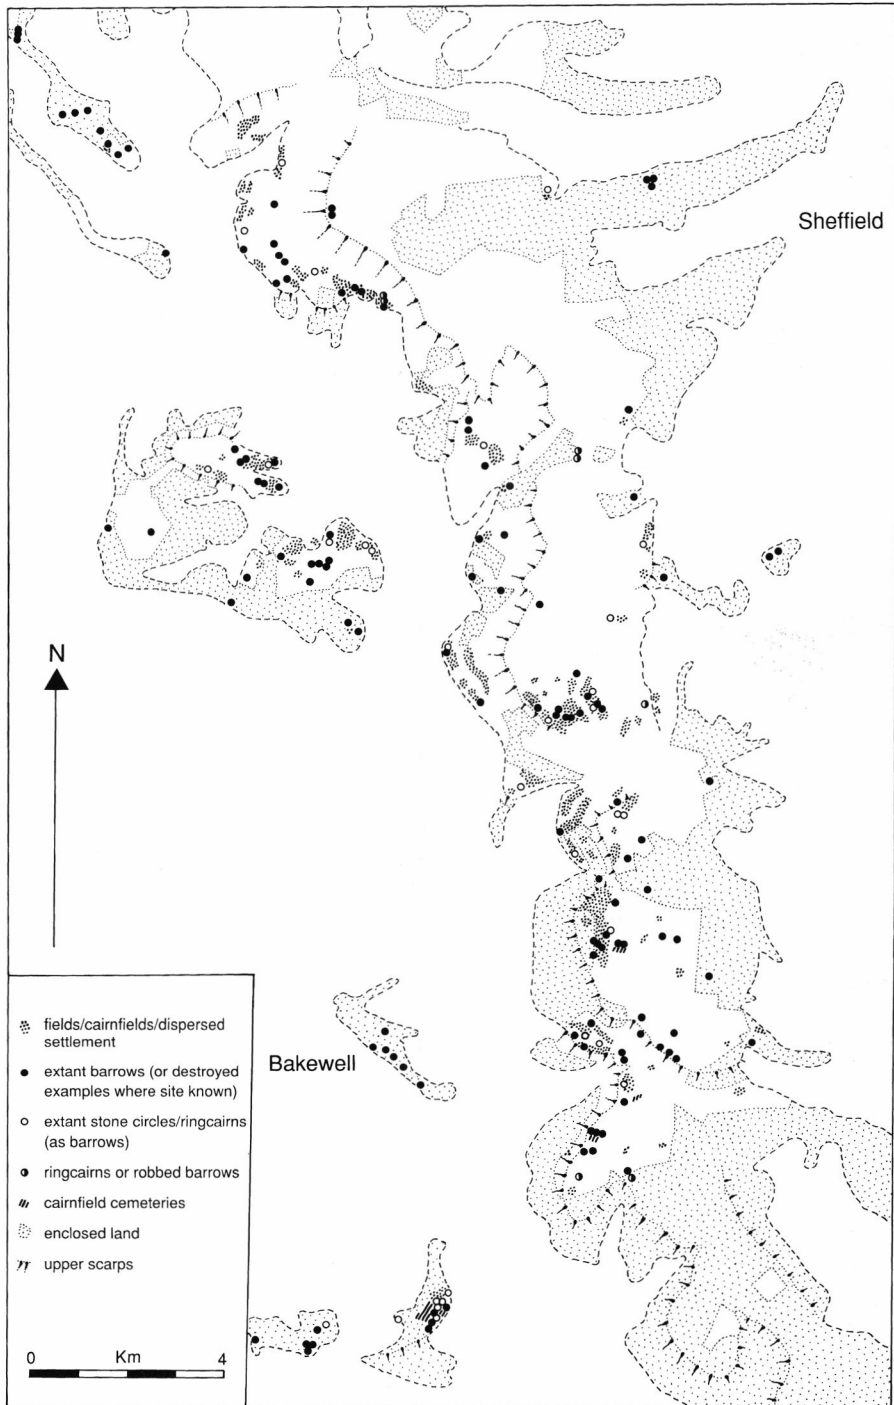 Sheffield
N
Bakewell
fields/cairnfields/dispersed
settlement
extant barrows (or destroyed
examples where site known)
extant stone circles/ringcairns
(as barrows)
ringcairns or robbed barrows
cairnfield cemeteries
enclosed land
upper scarps
0 Km 4